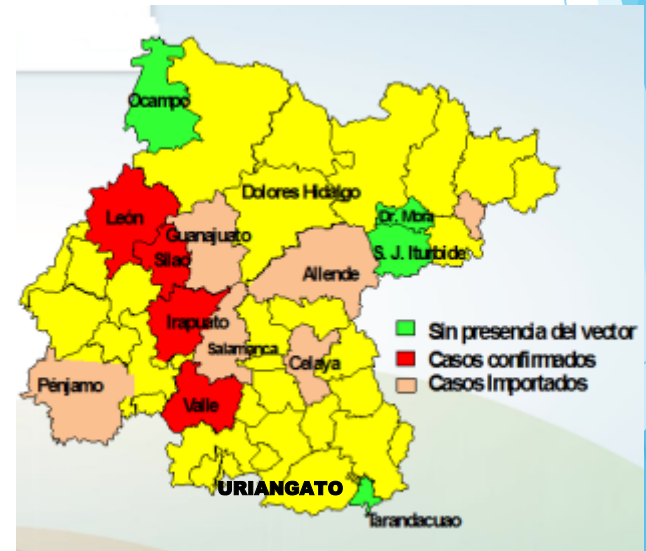 Ocampo
Dolores Hidalgo
León
Dr. Mora
Guanajuato
S. J. Iturbide
Silao
Allende
Irapuato
Sin presencia del vector
Salamanca
Celaya
Casos confirmados
Pénjamo
Casos Importados
Valle
URIANGATO
Tarandacuao